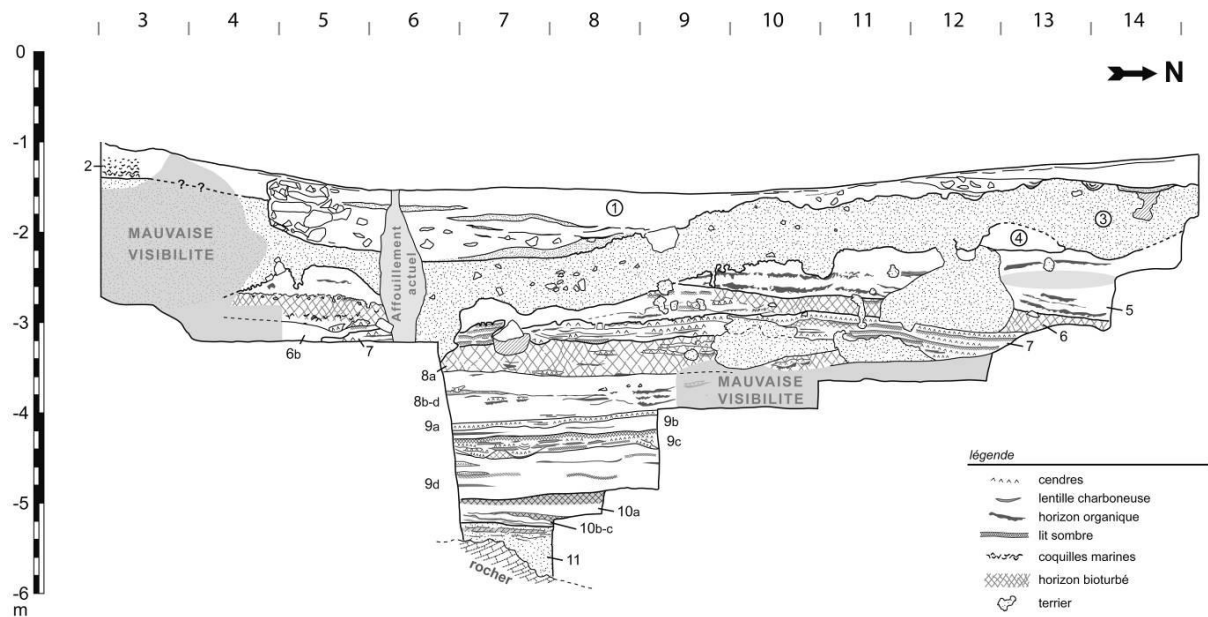 3 4 5 6 7 8 9 10 11 12 13 14
0
-1
-2
-3
-4
-5
-6
m
N
2
? ?
MAUVAISE
VISIBILITE
Affouillement
actuel
1
3
4
5
6
7
6b
7
8a
8b-d
9a
9b
9c
9d
MAUVAISE
VISIBILITE
10a
10b-c
11
rocher
légende
cendres
lentille charboneuse
horizon organique
lit sombre
coquilles marines
horizon bioturbé
terrier